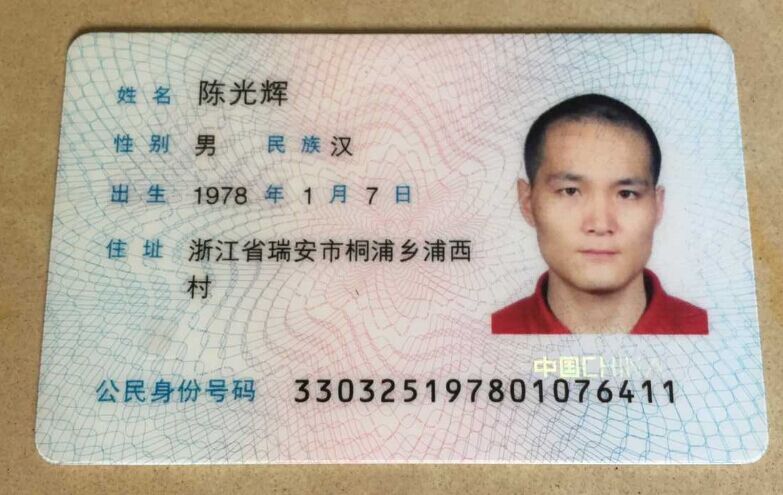 姓名 陈光辉
性别 男 民族 汉
出生 1978 年 1 月 7 日
住址 浙江省瑞安市桐浦乡浦西
村
中国CHINA
公民身份号码 330325197801076411